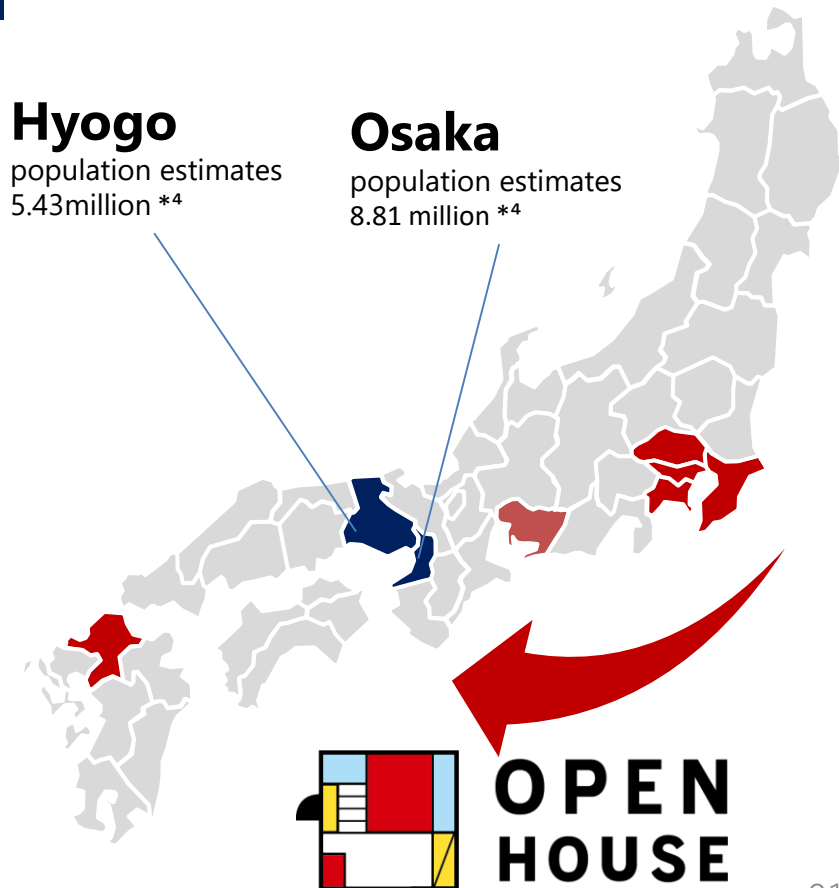 Hyogo
population estimates
5.43million *⁴
Osaka
population estimates
8.81 million *⁴
OPEN
HOUSE